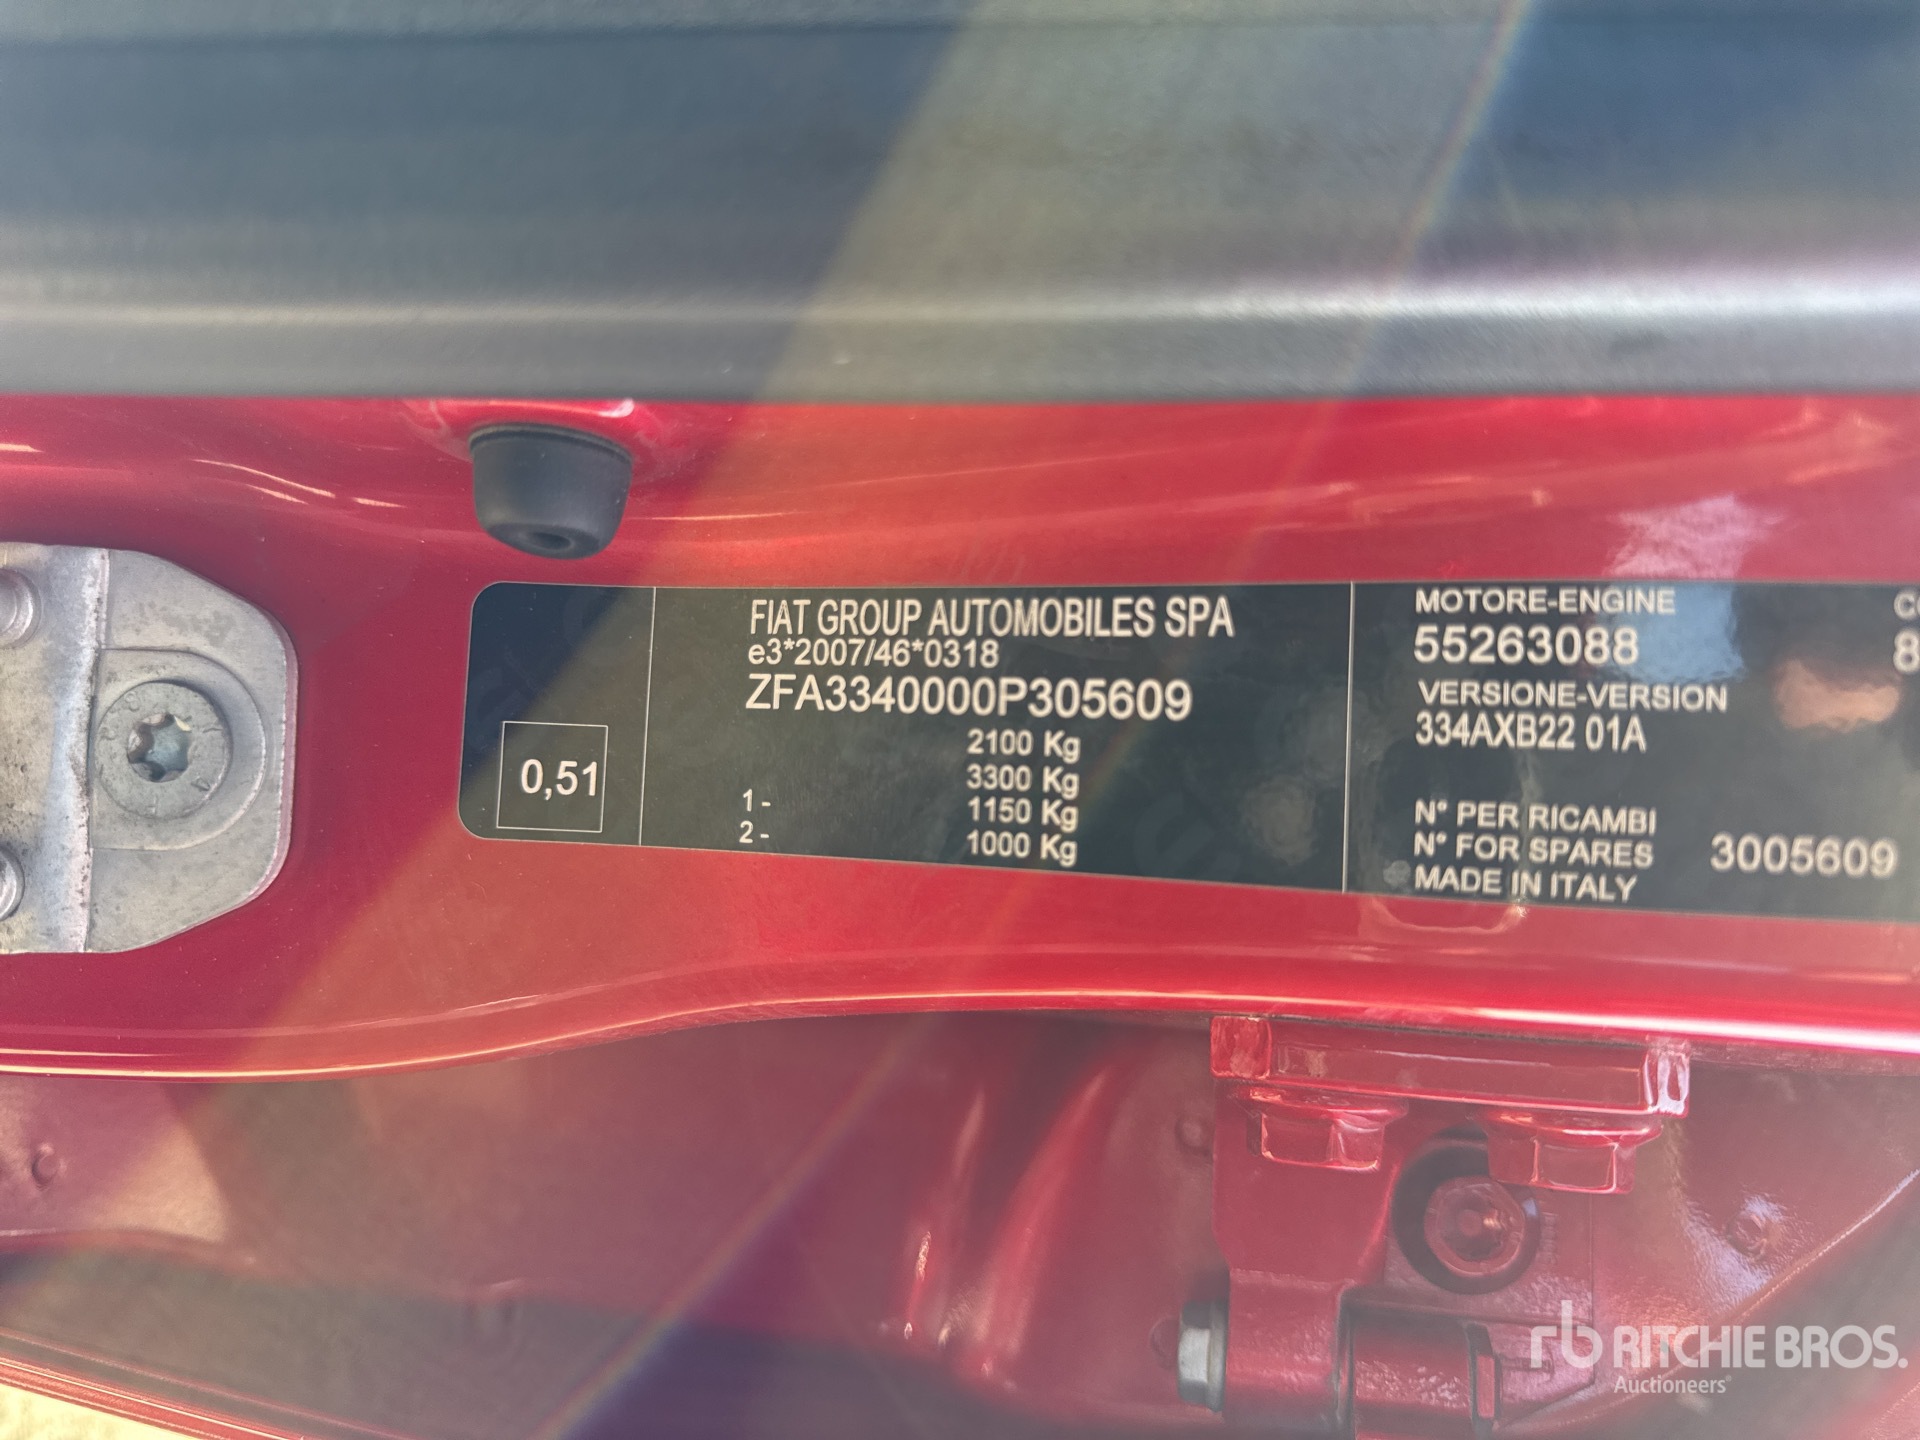 FIAT GROUP AUTOMOBILES SPA
e3*2007/46*0318
ZFA3340000P305609
2100 Kg
3300 Kg
1- 1150 Kg
2- 1000 Kg
0,51
MOTORE-ENGINE
55263088
VERSIONE-VERSION
334AXB22 01A
N° PER RICAMBI
N° FOR SPARES 3005609
MADE IN ITALY
rb RITCHIE BROS.
Auctioneers